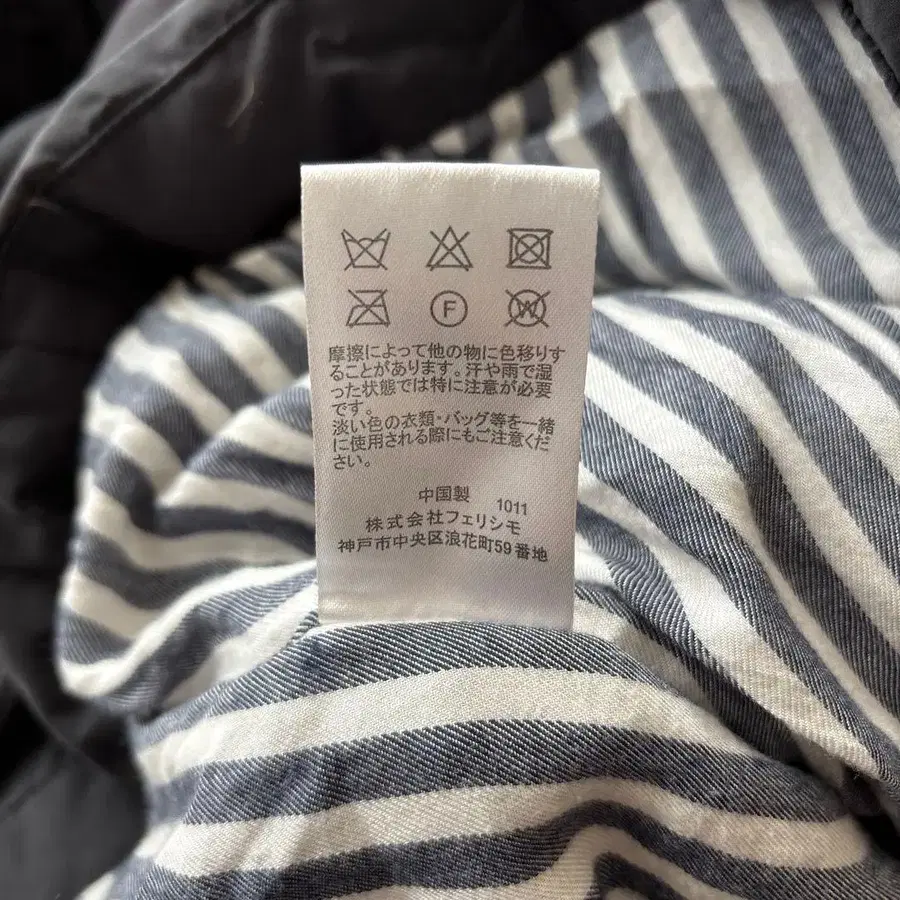 F W
摩擦によって他の物に色移りす
ることがあります。汗や雨で湿
った状態では特に注意が必要
です。
淡い色の衣類・バッグ等を一緒
に使用される際にもご注意くだ
さい。
中国製 1011
株式会社フェリシモ
神戸市中央区浪花町59番地